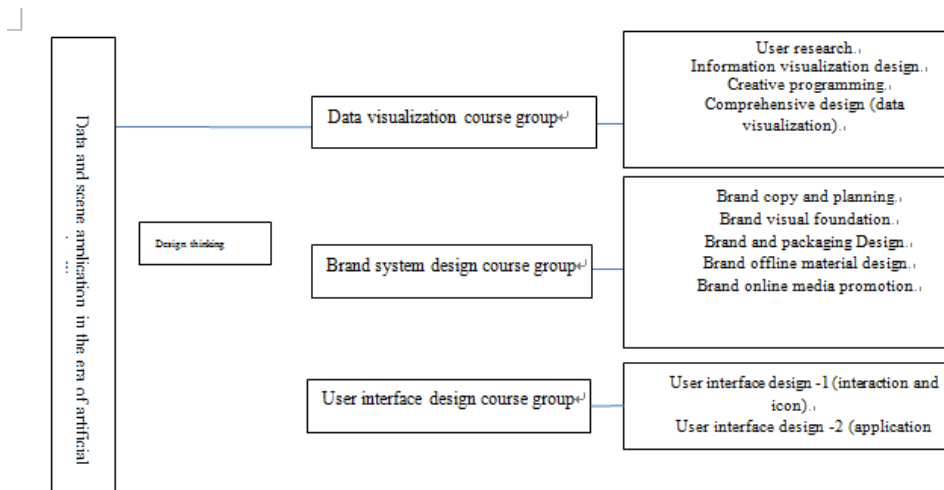 Data and scene application in the era of artificial
Design thinking
Data visualization course group
User research.
Information visualization design.
Creative programming.
Comprehensive design (data
visualization).
Brand system design course group
Brand copy and planning.
Brand visual foundation.
Brand and packaging Design.
Brand offline material design.
Brand online media promotion.
User interface design course group
User interface design -1 (interaction and
icon).
User interface design -2 (application